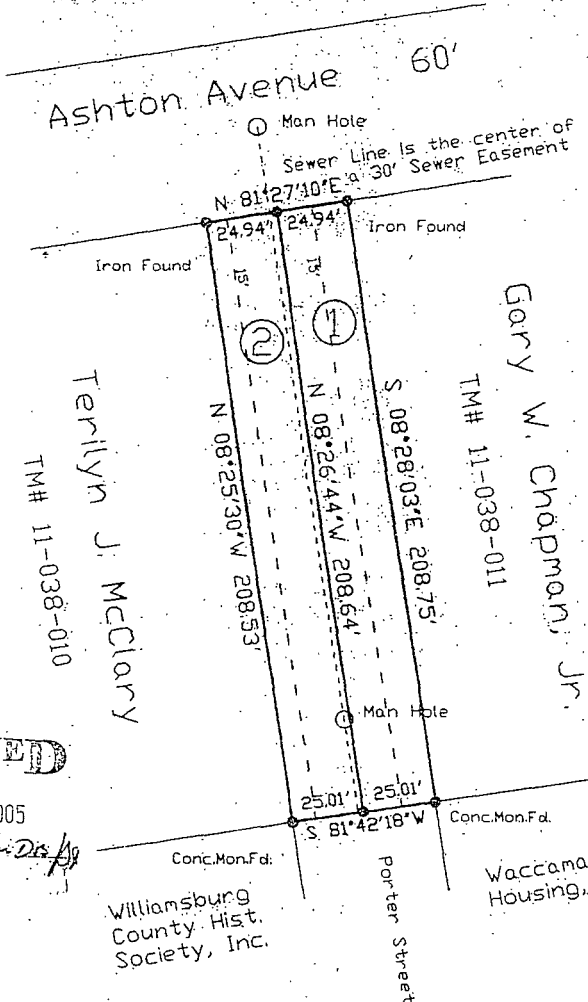 60'
Ashton Avenue
Man Hole
Sewer Line Is the center of
a 30' Sewer Easement
N 81°27'10"E
24.94'
24.94'
Iron Found
Iron Found
15'
15'
2
1
Gary W. Chapman, Jr.
TM# 11-038-011
Terilyn J. McClary
TM# 11-038-010
N 08°25'30"W 208.53'
N 08°26'44"W 208.64'
S 08°28'03"E 208.75'
Man Hole
25.01'
25.01'
S 81°42'18"W
Conc.Mon.Fd.
Conc.Mon.Fd.
ED
005
Williamsburg
County Hist.
Society, Inc.
Porter Street
Waccama
Housing,